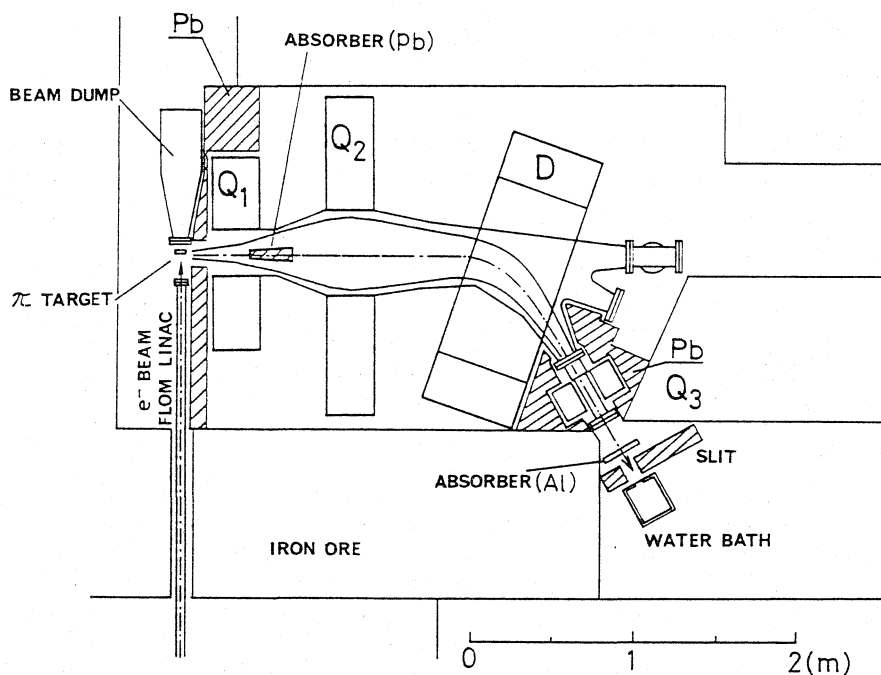 Pb
ABSORBER (Pb)
BEAM DUMP
Q2
Q1
D
π TARGET
e⁻ BEAM
FLOM LINAC
Pb
Q3
SLIT
ABSORBER (Al)
WATER BATH
IRON ORE
0 1 2 (m)